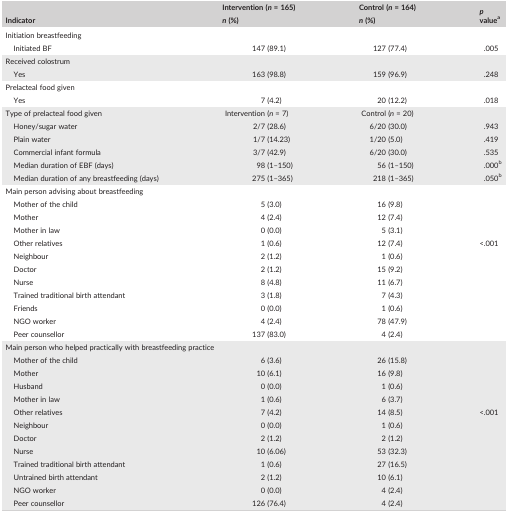 Indicator Intervention (n = 165) n (%) Control (n = 164) n (%) p value^a
Initiation breastfeeding
Initiated BF 147 (89.1) 127 (77.4) .005
Received colostrum
Yes 163 (98.8) 159 (96.9) .248
Prelacteal food given
Yes 7 (4.2) 20 (12.2) .018
Type of prelacteal food given Intervention (n = 7) Control (n = 20)
Honey/sugar water 2/7 (28.6) 6/20 (30.0) .943
Plain water 1/7 (14.23) 1/20 (5.0) .419
Commercial infant formula 3/7 (42.9) 6/20 (30.0) .535
Median duration of EBF (days) 98 (1–150) 56 (1–150) .000^b
Median duration of any breastfeeding (days) 275 (1–365) 218 (1–365) .050^b
Main person advising about breastfeeding
Mother of the child 5 (3.0) 16 (9.8)
Mother 4 (2.4) 12 (7.4)
Mother in law 0 (0.0) 5 (3.1)
Other relatives 1 (0.6) 12 (7.4) <.001
Neighbour 2 (1.2) 1 (0.6)
Doctor 2 (1.2) 15 (9.2)
Nurse 8 (4.8) 11 (6.7)
Trained traditional birth attendant 3 (1.8) 7 (4.3)
Friends 0 (0.0) 1 (0.6)
NGO worker 4 (2.4) 78 (47.9)
Peer counsellor 137 (83.0) 4 (2.4)
Main person who helped practically with breastfeeding practice
Mother of the child 6 (3.6) 26 (15.8)
Mother 10 (6.1) 16 (9.8)
Husband 0 (0.0) 1 (0.6)
Mother in law 1 (0.6) 6 (3.7)
Other relatives 7 (4.2) 14 (8.5) <.001
Neighbour 0 (0.0) 1 (0.6)
Doctor 2 (1.2) 2 (1.2)
Nurse 10 (6.06) 53 (32.3)
Trained traditional birth attendant 1 (0.6) 27 (16.5)
Untrained birth attendant 2 (1.2) 10 (6.1)
NGO worker 0 (0.0) 4 (2.4)
Peer counsellor 126 (76.4) 4 (2.4)